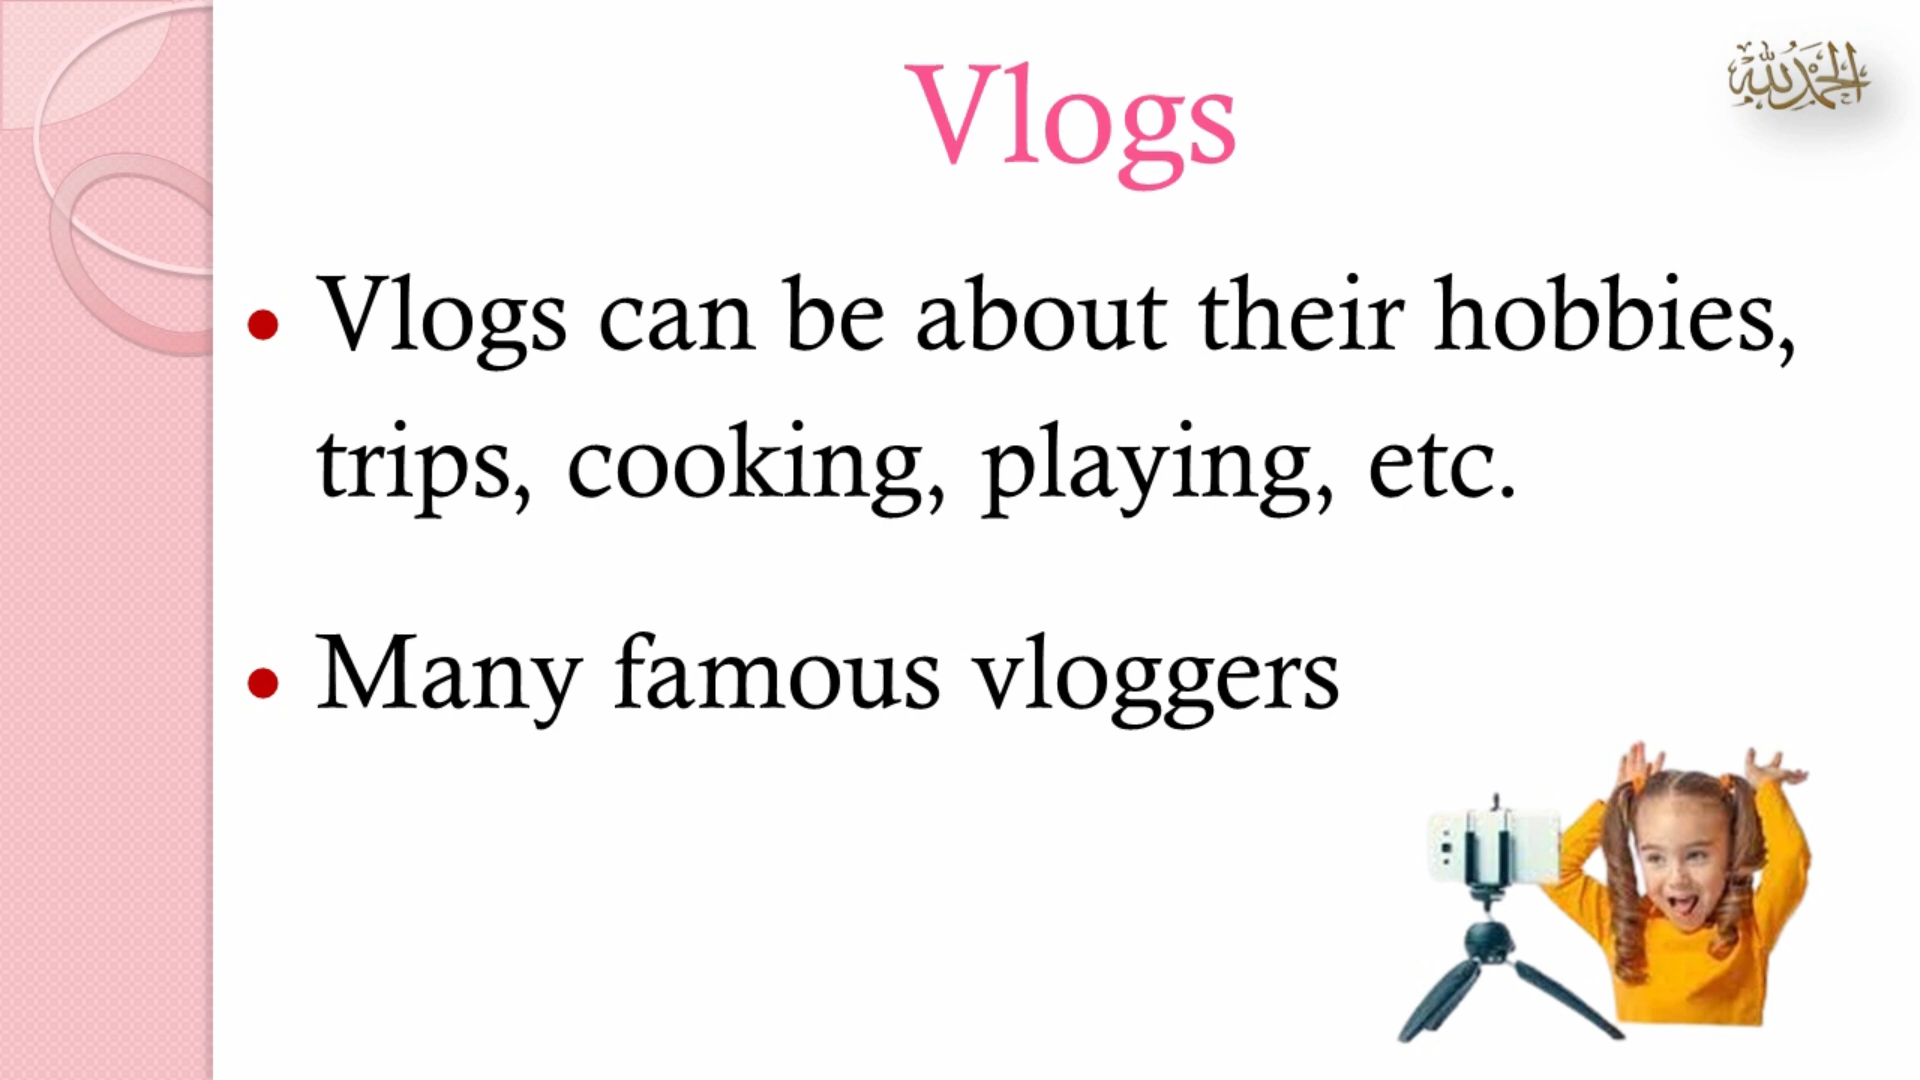 Vlogs
الحمد لله
• Vlogs can be about their hobbies,
trips, cooking, playing, etc.
• Many famous vloggers